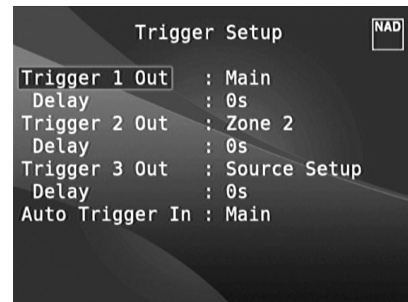 Trigger Setup
NAD
Trigger 1 Out : Main
Delay : 0s
Trigger 2 Out : Zone 2
Delay : 0s
Trigger 3 Out : Source Setup
Delay : 0s
Auto Trigger In : Main